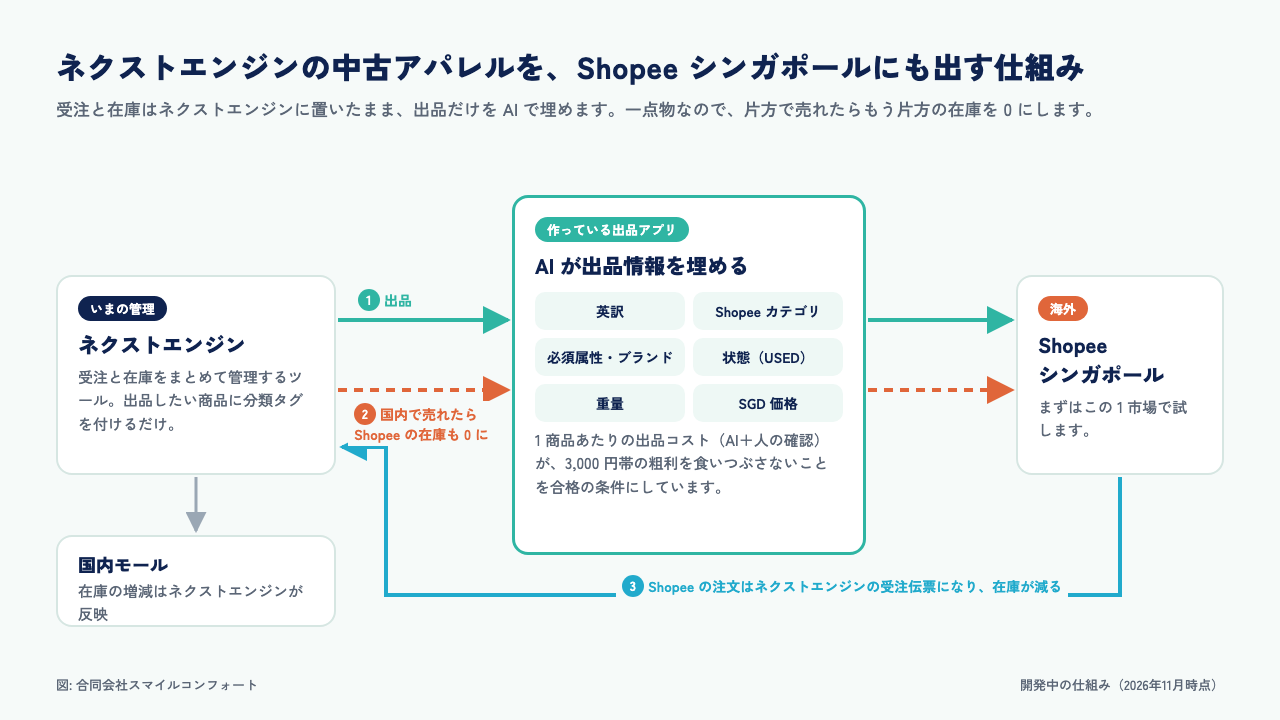 ネクストエンジンの中古アパレルを、Shopee シンガポールにも出す仕組み
受注と在庫はネクストエンジンに置いたまま、出品だけを AI で埋めます。一点物なので、片方で売れたらもう片方の在庫を 0 にします。
いまの管理
ネクストエンジン
受注と在庫をまとめて管理するツ
ール。出品したい商品に分類タグ
を付けるだけ。
国内モール
在庫の増減はネクストエンジンが
反映
1 出品
2 国内で売れたら
Shopee の在庫も 0 に
作っている出品アプリ
AI が出品情報を埋める
英訳
Shopee カテゴリ
必須属性・ブランド
状態（USED）
重量
SGD 価格
1 商品あたりの出品コスト（AI＋人の確認）
が、3,000 円帯の粗利を食いつぶさないこと
を合格の条件にしています。
海外
Shopee
シンガポール
まずはこの 1 市場で試
します。
3 Shopee の注文はネクストエンジンの受注伝票になり、在庫が減る
図: 合同会社スマイルコンフォート
開発中の仕組み（2026年11月時点）